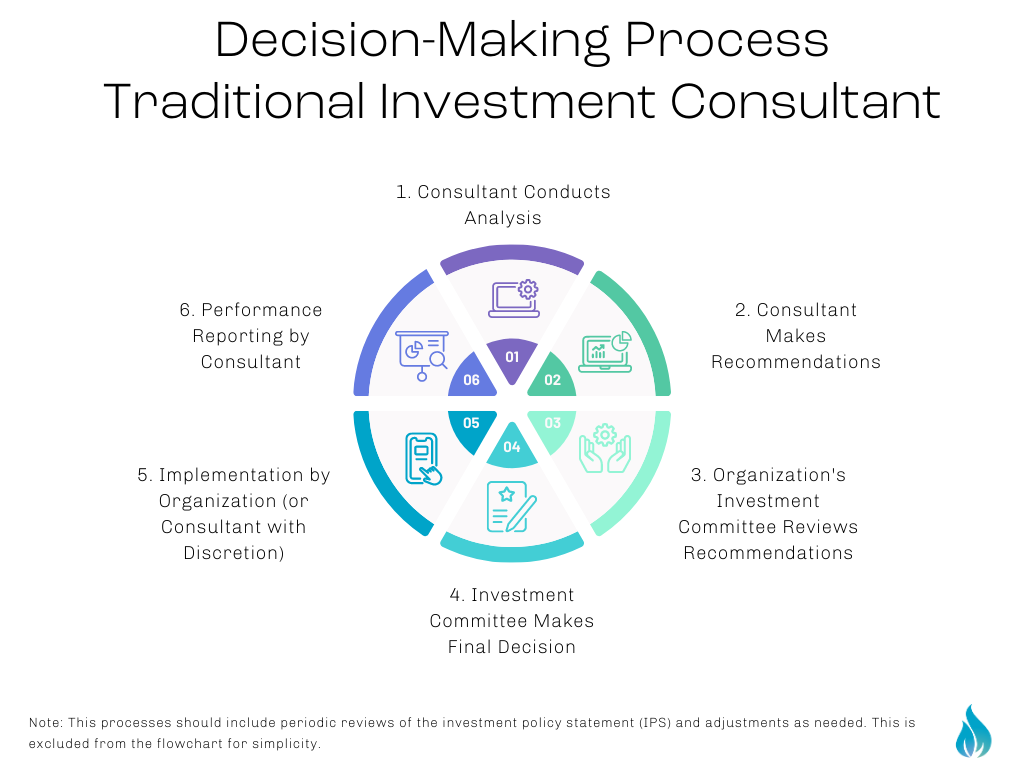 Decision-Making Process
Traditional Investment Consultant
1. Consultant Conducts
Analysis
2. Consultant
Makes
Recommendations
3. Organization's
Investment
Committee Reviews
Recommendations
4. Investment
Committee Makes
Final Decision
5. Implementation by
Organization (or
Consultant with
Discretion)
6. Performance
Reporting by
Consultant
01
02
03
04
05
06
Note: This processes should include periodic reviews of the investment policy statement (IPS) and adjustments as needed. This is
excluded from the flowchart for simplicity.